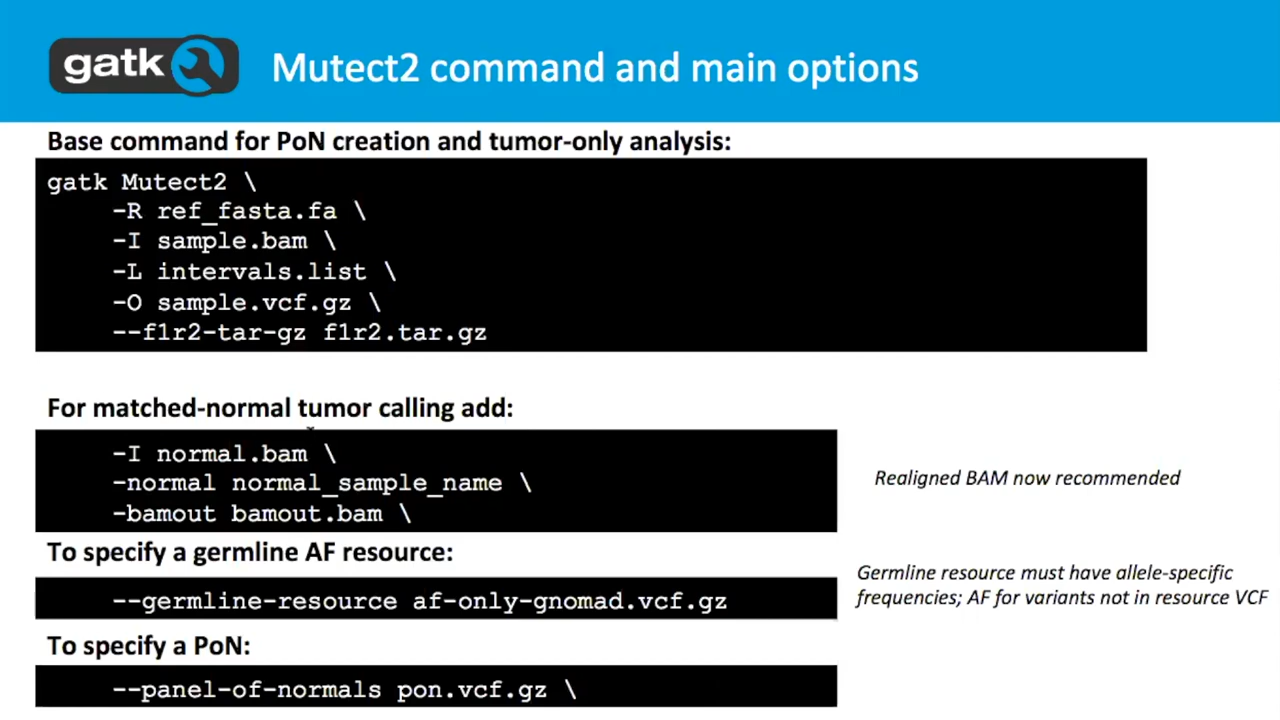 gatk
Mutect2 command and main options
Base command for PoN creation and tumor-only analysis:
gatk Mutect2 \
-R ref_fasta.fa \
-I sample.bam \
-L intervals.list \
-O sample.vcf.gz \
--f1r2-tar-gz f1r2.tar.gz
For matched-normal tumor calling add:
-I normal.bam \
-normal normal_sample_name \
-bamout bamout.bam \
Realigned BAM now recommended
To specify a germline AF resource:
--germline-resource af-only-gnomad.vcf.gz
Germline resource must have allele-specific
frequencies; AF for variants not in resource VCF
To specify a PoN:
--panel-of-normals pon.vcf.gz \